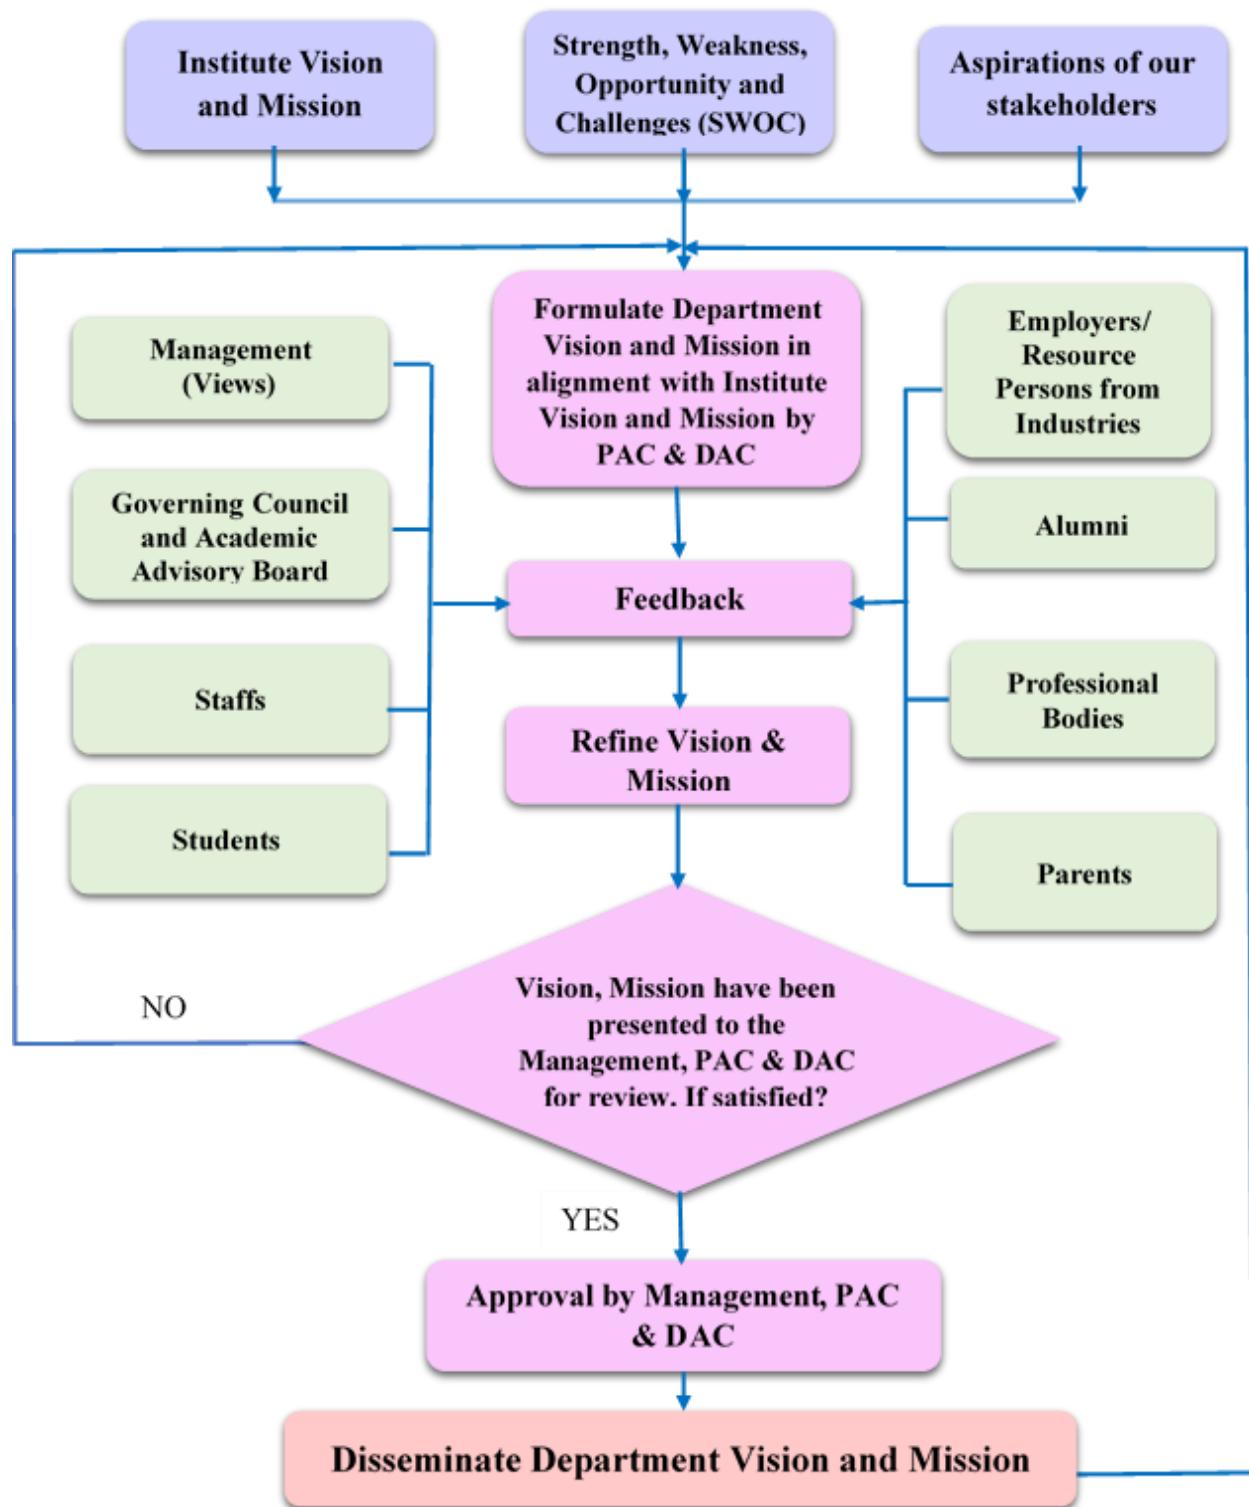 Institute Vision
and Mission
Strength, Weakness,
Opportunity and
Challenges (SWOC)
Aspirations of our
stakeholders
Formulate Department
Vision and Mission in
alignment with Institute
Vision and Mission by
PAC & DAC
Management
(Views)
Governing Council
and Academic
Advisory Board
Staffs
Students
Employers/
Resource
Persons from
Industries
Alumni
Professional
Bodies
Parents
Feedback
Refine Vision &
Mission
Vision, Mission have been
presented to the
Management, PAC & DAC
for review. If satisfied?
NO
YES
Approval by Management, PAC
& DAC
Disseminate Department Vision and Mission